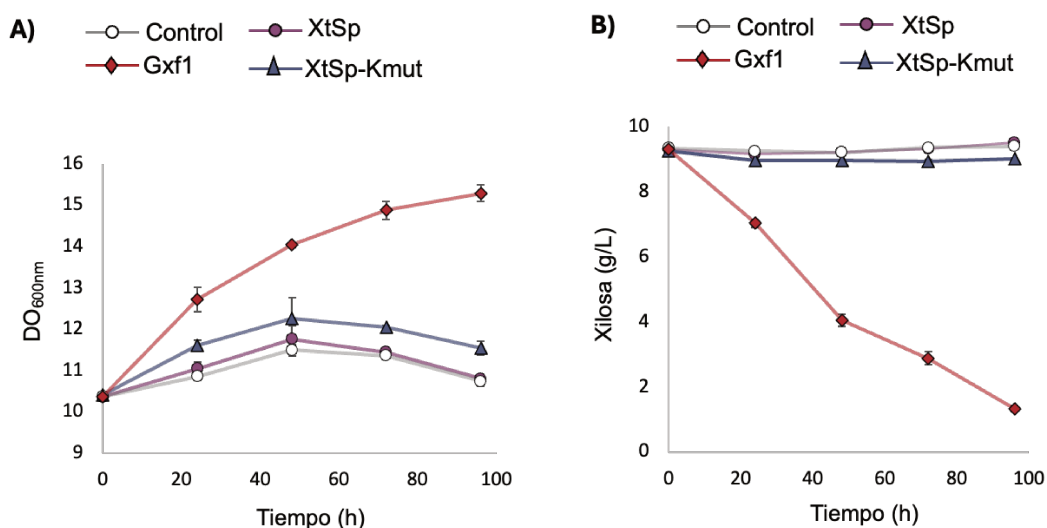 A)
Control
XtSp
Gxf1
XtSp-Kmut
DO600nm
16
15
14
13
12
11
10
9
0
20
40
60
80
100
Tiempo (h)
B)
Control
XtSp
Gxf1
XtSp-Kmut
Xilosa (g/L)
10
8
6
4
2
0
0
20
40
60
80
100
Tiempo (h)